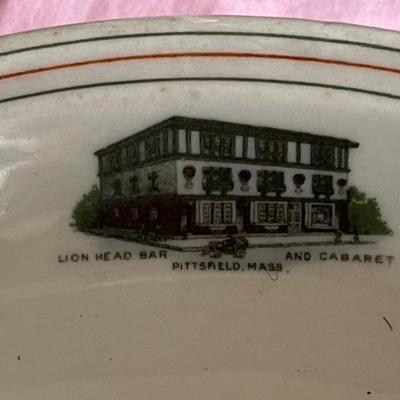 LION HEAD BAR AND CABARET
PITTSFIELD, MASS.